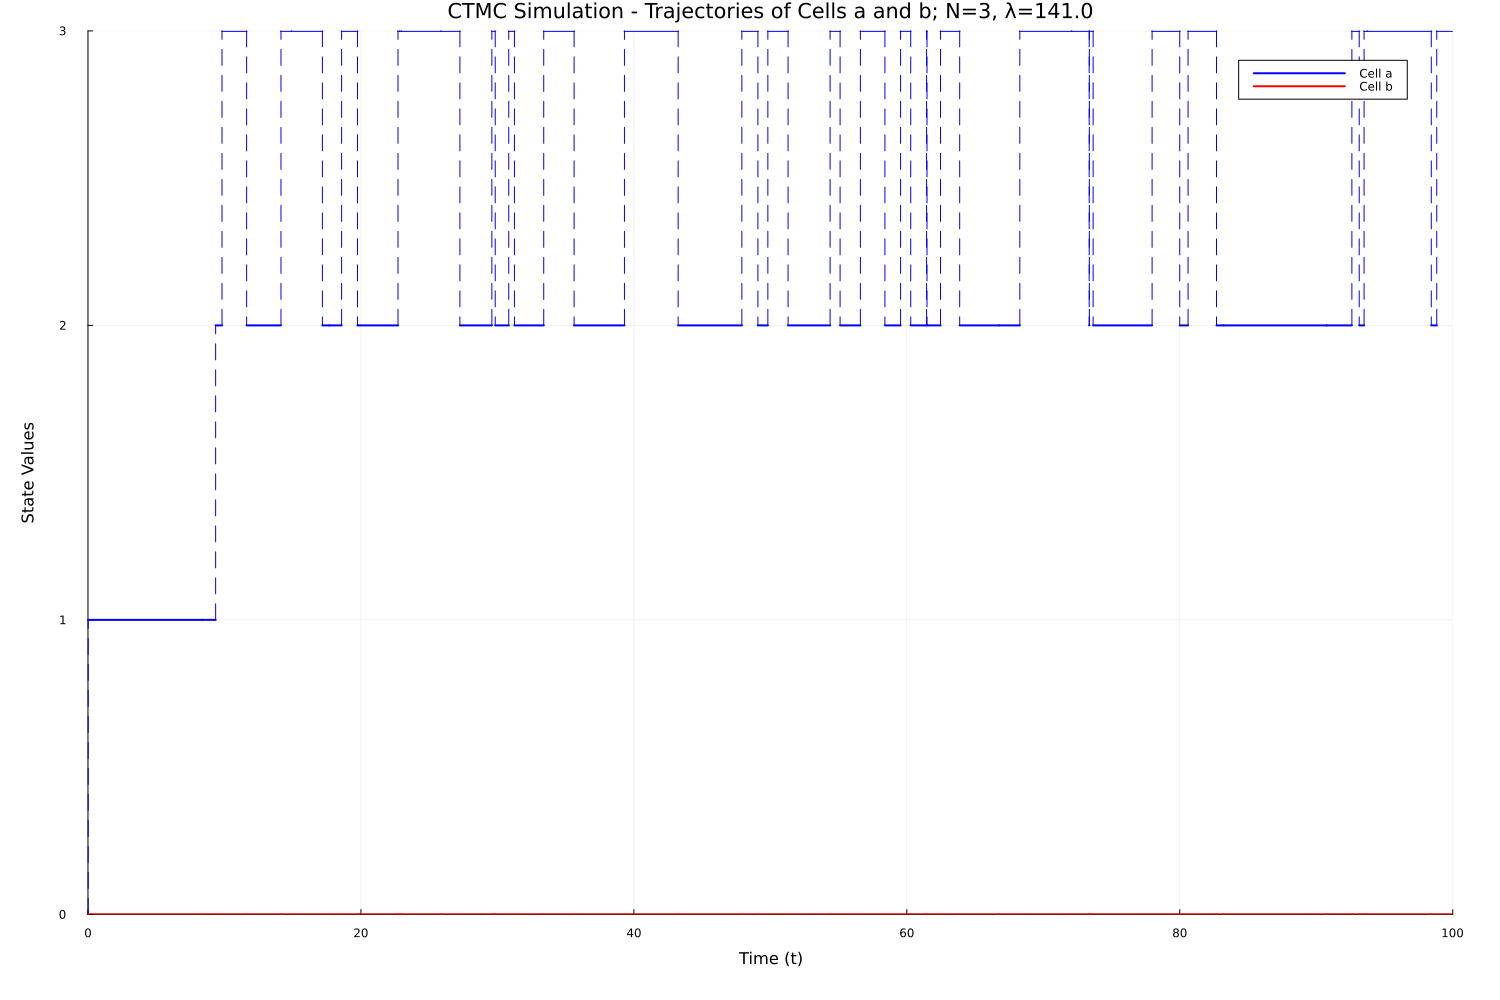 CTMC Simulation - Trajectories of Cells a and b; N=3, λ=141.0
3
Cell a
Cell b
2
State Values
1
0
0 20 40 60 80 100
Time (t)